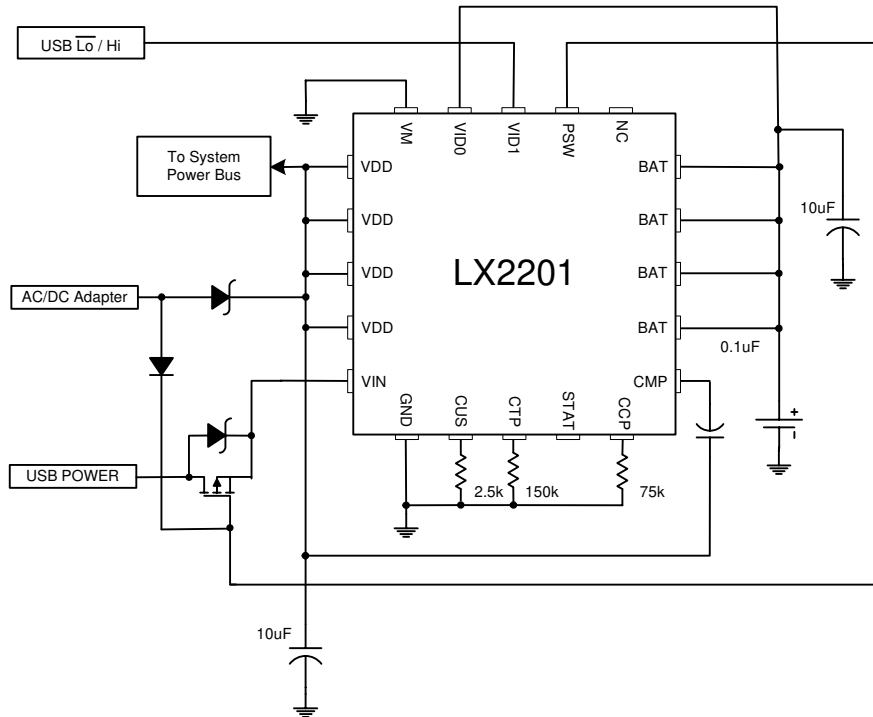 USB Lo / Hi
VM
VID0
VID1
PSW
NC
To System
Power Bus
VDD
BAT
VDD
BAT
10uF
LX2201
VDD
BAT
AC/DC Adapter
VDD
BAT
0.1uF
VIN
CMP
GND
CUS
CTP
STAT
CCP
+
-
USB POWER
2.5k
150k
75k
10uF